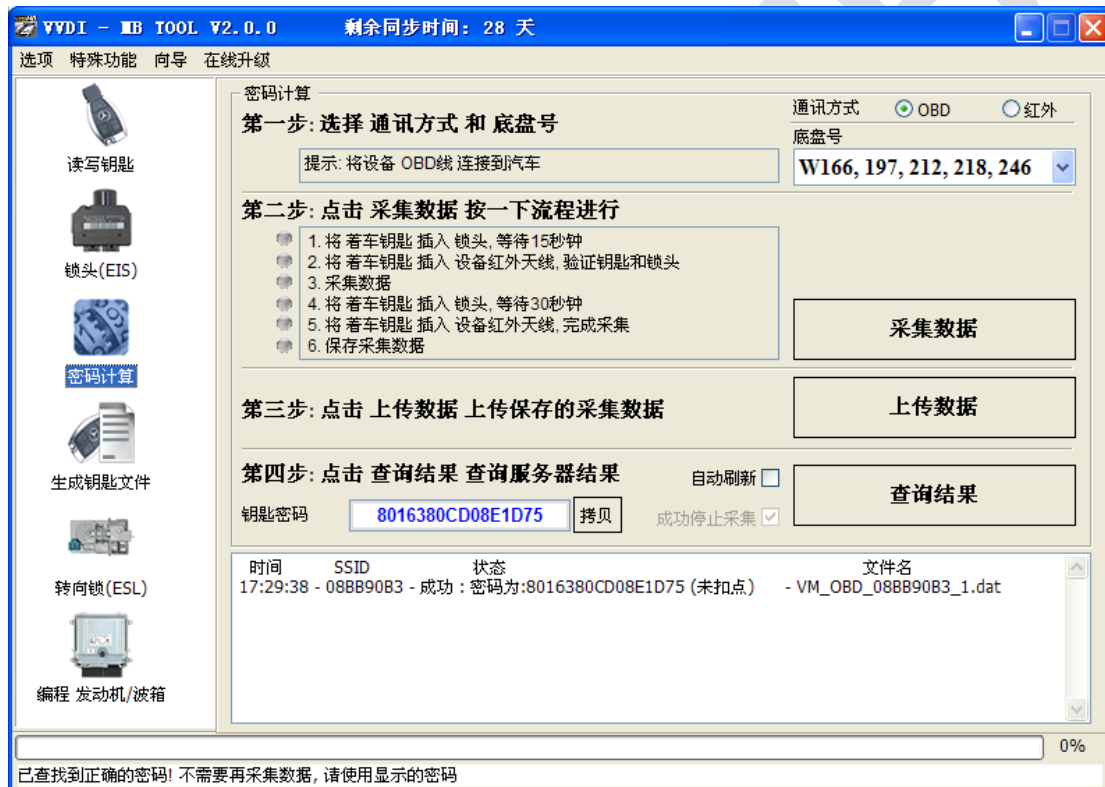 VVDI - MB TOOL V2.0.0 剩余同步时间: 28 天
选项 特殊功能 向导 在线升级
读写钥匙
锁头(EIS)
密码计算
生成钥匙文件
转向锁(ESL)
编程 发动机/波箱
密码计算
第一步: 选择 通讯方式 和 底盘号
通讯方式 OBD 红外
底盘号
提示: 将设备 OBD线 连接到汽车
W166, 197, 212, 218, 246
第二步: 点击 采集数据 按一下流程进行
1. 将 着车钥匙 插入 锁头, 等待15秒钟
2. 将 着车钥匙 插入 设备红外天线, 验证钥匙和锁头
3. 采集数据
4. 将 着车钥匙 插入 锁头, 等待30秒钟
5. 将 着车钥匙 插入 设备红外天线, 完成采集
6. 保存采集数据
采集数据
第三步: 点击 上传数据 上传保存的采集数据
上传数据
第四步: 点击 查询结果 查询服务器结果
自动刷新
查询结果
钥匙密码 8016380CD08E1D75 拷贝
成功停止采集
时间 SSID 状态 文件名
17:29:38 - 08BB90B3 - 成功 : 密码为:8016380CD08E1D75 (未扣点) - VM_OBD_08BB90B3_1.dat
0%
已查找到正确的密码! 不需要再采集数据, 请使用显示的密码